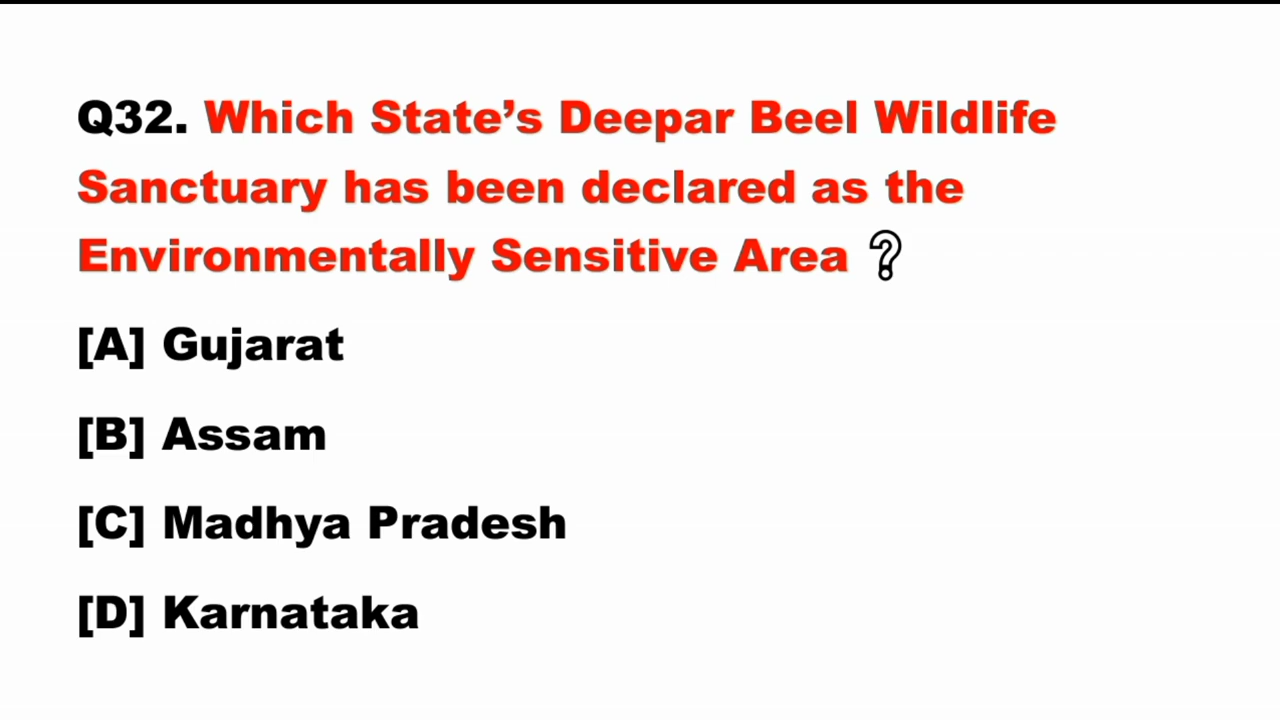 Q32. Which State’s Deepar Beel Wildlife
Sanctuary has been declared as the
Environmentally Sensitive Area ?
[A] Gujarat
[B] Assam
[C] Madhya Pradesh
[D] Karnataka